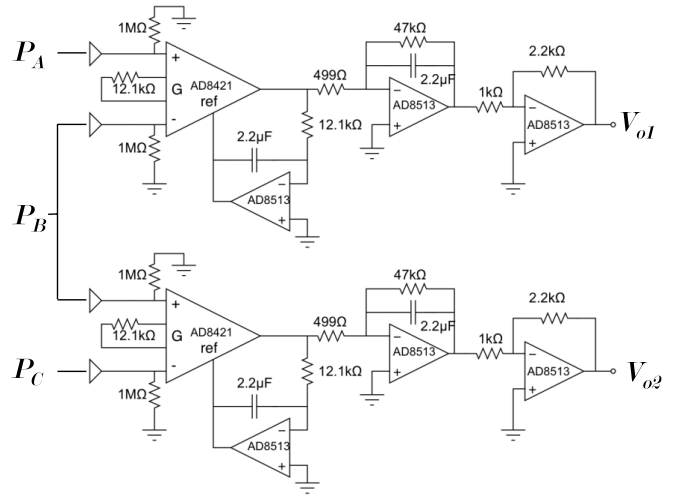 1MΩ
P_A
+
12.1kΩ
G
AD8421
ref
-
1MΩ
P_B
499Ω
12.1kΩ
2.2µF
-
AD8513
+
47kΩ
2.2µF
-
AD8513
+
1kΩ
2.2kΩ
-
AD8513
+
V_o1
1MΩ
+
12.1kΩ
G
AD8421
ref
-
P_C
1MΩ
499Ω
12.1kΩ
2.2µF
-
AD8513
+
47kΩ
2.2µF
-
AD8513
+
1kΩ
2.2kΩ
-
AD8513
+
V_o2